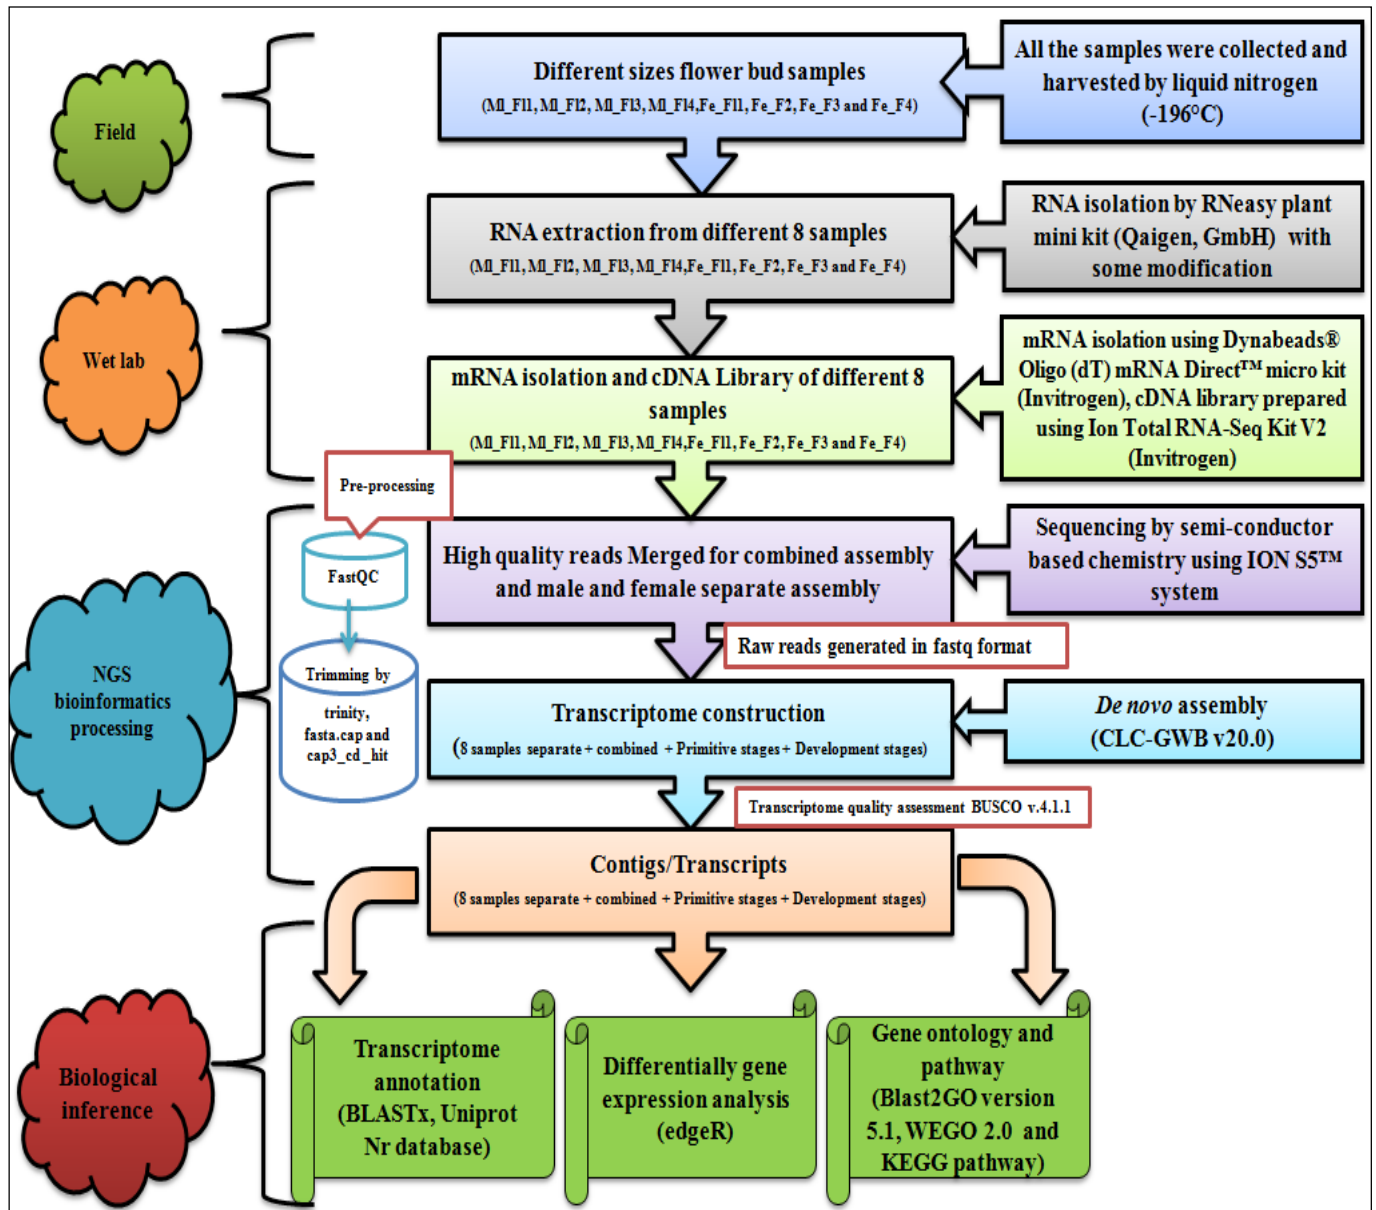 Field
Different sizes flower bud samples
(Ml_Fl1, Ml_Fl2, Ml_Fl3, Ml_Fl4,Fe_Fl1, Fe_F2, Fe_F3 and Fe_F4)
All the samples were collected and
harvested by liquid nitrogen
(-196°C)
Wet lab
RNA extraction from different 8 samples
(Ml_Fl1, Ml_Fl2, Ml_Fl3, Ml_Fl4,Fe_Fl1, Fe_F2, Fe_F3 and Fe_F4)
RNA isolation by RNeasy plant
mini kit (Qaigen, GmbH) with
some modification
mRNA isolation and cDNA Library of different 8
samples
(Ml_Fl1, Ml_Fl2, Ml_Fl3, Ml_Fl4,Fe_Fl1, Fe_F2, Fe_F3 and Fe_F4)
mRNA isolation using Dynabeads®
Oligo (dT) mRNA Direct™ micro kit
(Invitrogen), cDNA library prepared
using Ion Total RNA-Seq Kit V2
(Invitrogen)
NGS
bioinformatics
processing
Pre-processing
FastQC
Trimming by
trinity,
fasta.cap and
cap3_cd_hit
High quality reads Merged for combined assembly
and male and female separate assembly
Sequencing by semi-conductor
based chemistry using ION S5™
system
Raw reads generated in fastq format
Transcriptome construction
(8 samples separate + combined + Primitive stages + Development stages)
De novo assembly
(CLC-GWB v20.0)
Transcriptome quality assessment BUSCO v.4.1.1
Contigs/Transcripts
(8 samples separate + combined + Primitive stages + Development stages)
Biological
inference
Transcriptome
annotation
(BLASTx, Uniprot
Nr database)
Differentially gene
expression analysis
(edgeR)
Gene ontology and
pathway
(Blast2GO version
5.1, WEGO 2.0 and
KEGG pathway)